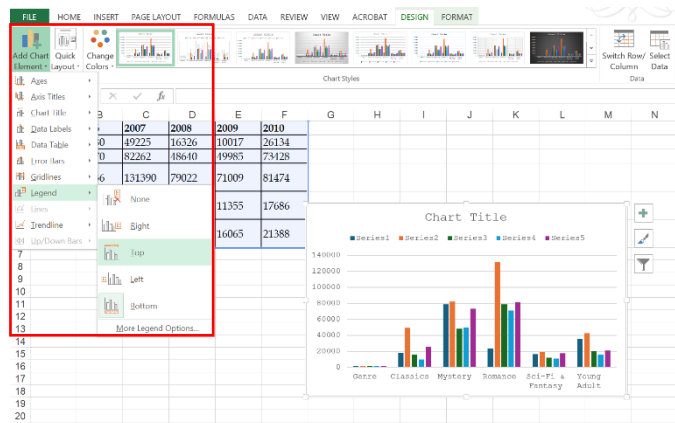 FILE HOME INSERT PAGE LAYOUT FORMULAS DATA REVIEW VIEW ACROBAT DESIGN FORMAT
Add Chart Element Quick Layout Change Colors
Switch Row/ Column Select Data
Chart Styles
Data
Axes
Axis Titles
Chart Title
Data Labels
Data Table
Error Bars
Gridlines
Legend
Lines
Trendline
Up/Down Bars
None
Right
Top
Left
Bottom
More Legend Options...
fx
B C D E F G H I J K L M N
2007 2008 2009 2010
0 49225 16326 10017 26134
0 82262 48640 49985 73428
6 131390 79022 71009 81474
11355 17686
16065 21388
7
8
9
10
11
12
13
14
15
16
17
18
19
20
Chart Title
Series1 Series2 Series3 Series4 Series5
140000
120000
100000
80000
60000
40000
20000
0
Genre Classics Mystery Romance Sci-Fi & Fantasy Young Adult